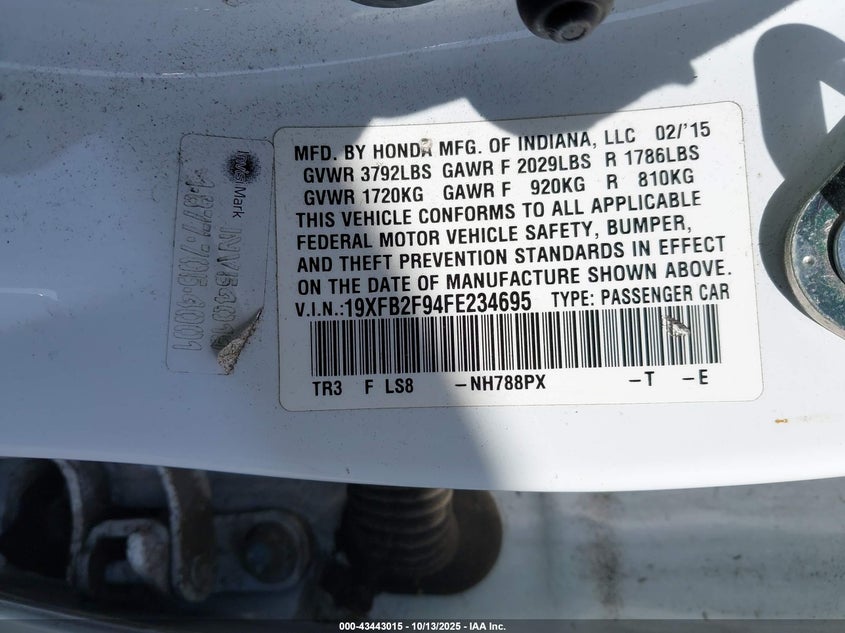 MFD. BY HONDA MFG. OF INDIANA, LLC 02/'15
GVWR 3792LBS GAWR F 2029LBS R 1786LBS
GVWR 1720KG GAWR F 920KG R 810KG
THIS VEHICLE CONFORMS TO ALL APPLICABLE
FEDERAL MOTOR VEHICLE SAFETY, BUMPER,
AND THEFT PREVENTION STANDARDS IN EFFECT
ON THE DATE OF MANUFACTURE SHOWN ABOVE.
V.I.N.:19XFB2F94FE234695 TYPE: PASSENGER CAR
TR3 F LS8 -NH788PX -T -E
Mark
000-43443015 - 10/13/2025 - IAA Inc.